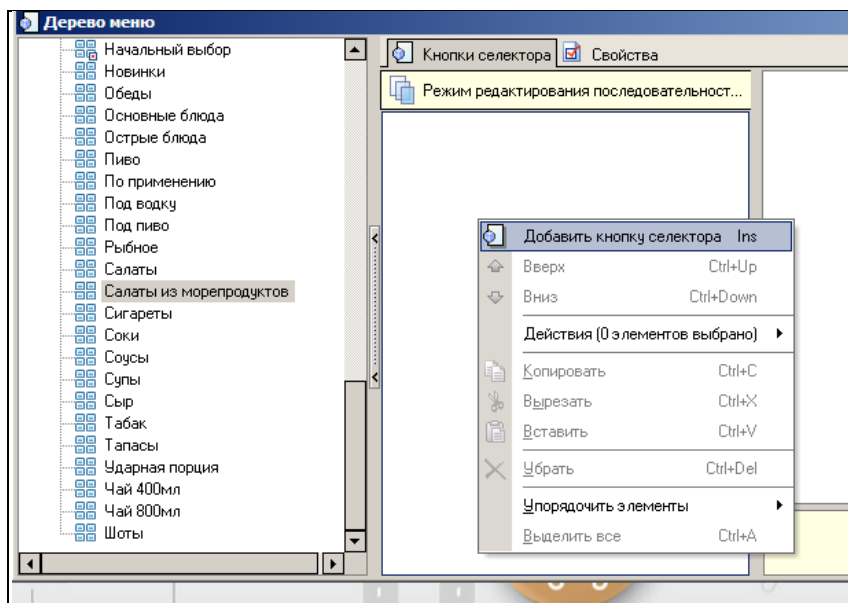 Дерево меню
Начальный выбор
Новинки
Обеды
Основные блюда
Острые блюда
Пиво
По применению
Под водку
Под пиво
Рыбное
Салаты
Салаты из морепродуктов
Сигареты
Соки
Соусы
Супы
Сыр
Табак
Тапасы
Ударная порция
Чай 400мл
Чай 800мл
Шоты
Кнопки селектора Свойства
Режим редактирования последовательност...
Добавить кнопку селектора Ins
Вверх Ctrl+Up
Вниз Ctrl+Down
Действия (0 элементов выбрано)
Копировать Ctrl+C
Вырезать Ctrl+X
Вставить Ctrl+V
Убрать Ctrl+Del
Упорядочить элементы
Выделить все Ctrl+A